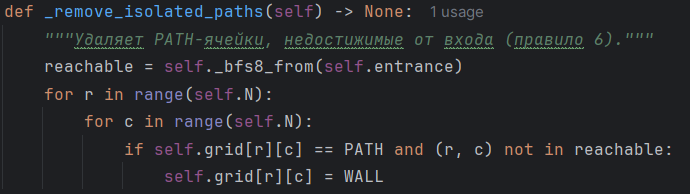 def _remove_isolated_paths(self) -> None: 1 usage
"""Удаляет PATH-ячейки, недостижимые от входа (правило 6)."""
reachable = self._bfs8_from(self.entrance)
for r in range(self.N):
for c in range(self.N):
if self.grid[r][c] == PATH and (r, c) not in reachable:
self.grid[r][c] = WALL